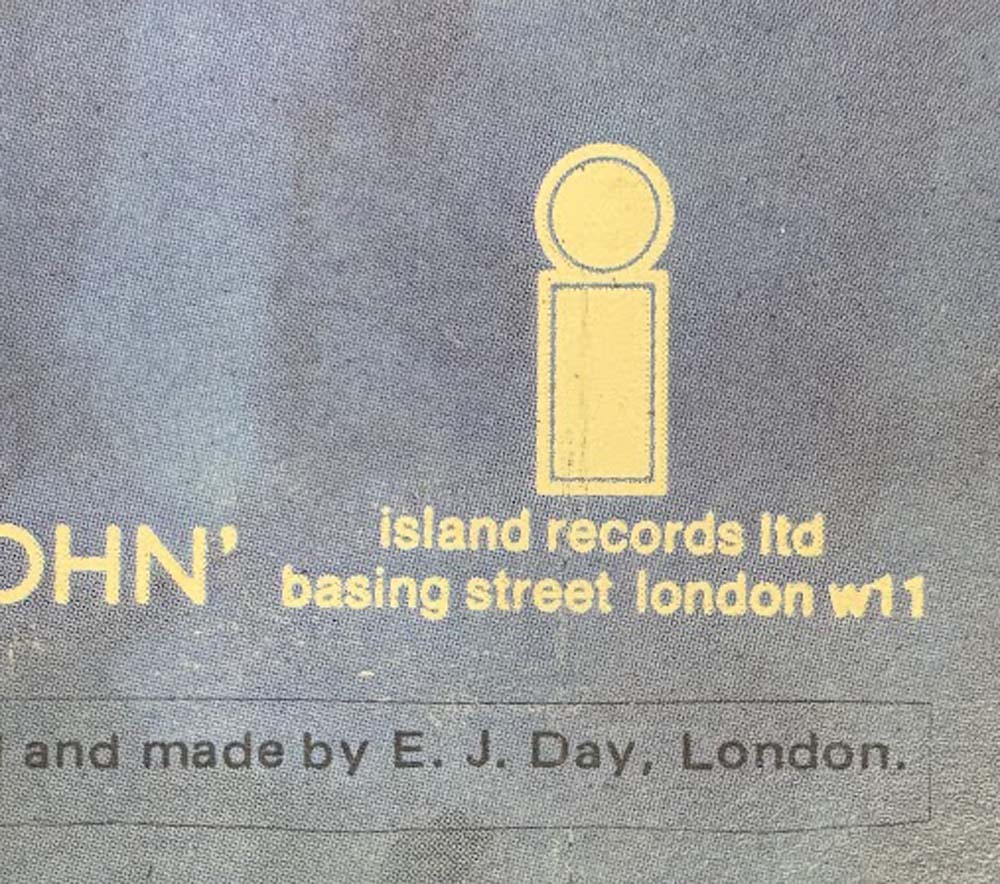 island records ltd
OHN' basing street london w11
and made by E. J. Day, London.